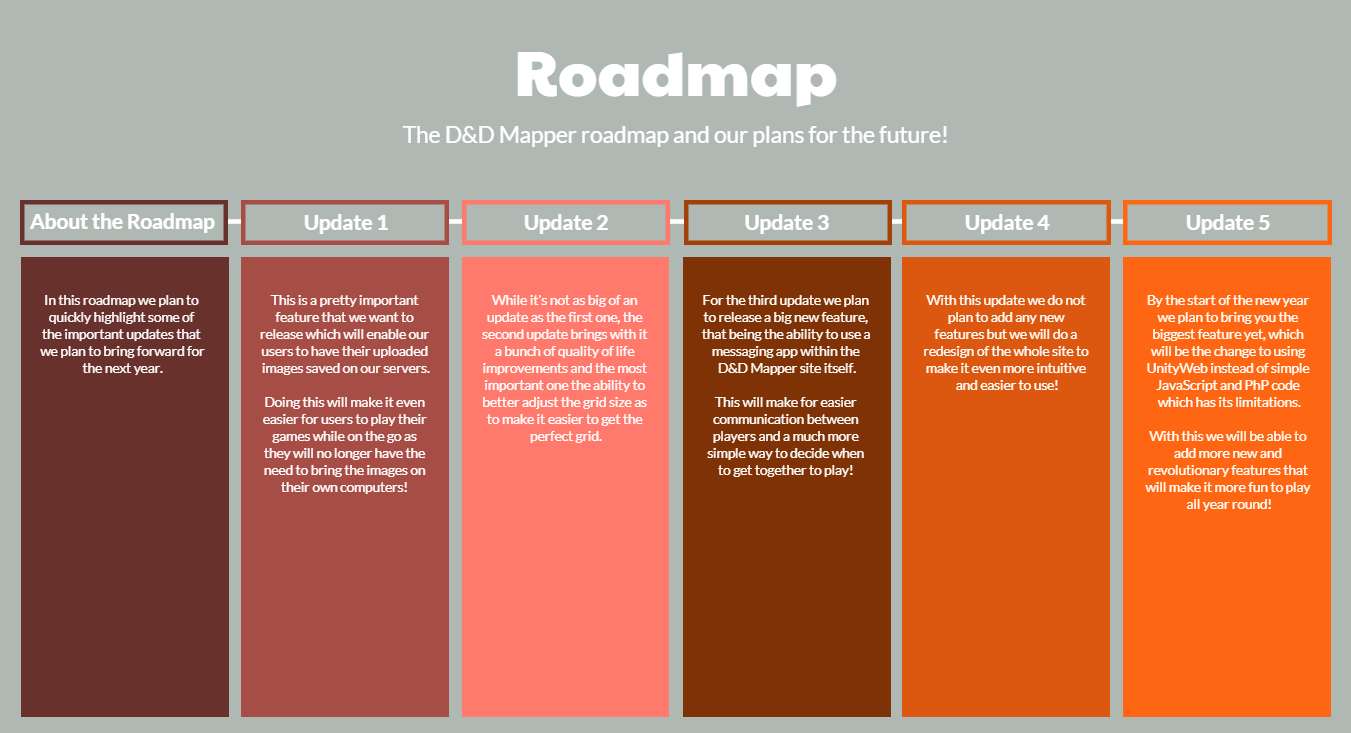 Roadmap
The D&D Mapper roadmap and our plans for the future!
About the Roadmap
In this roadmap we plan to
quickly highlight some of
the important updates that
we plan to bring forward for
the next year.
Update 1
This is a pretty important
feature that we want to
release which will enable our
users to have their uploaded
images saved on our servers.
Doing this will make it even
easier for users to play their
games while on the go as
they will no longer have the
need to bring the images on
their own computers!
Update 2
While it's not as big of an
update as the first one, the
second update brings with it
a bunch of quality of life
improvements and the most
important one the ability to
better adjust the grid size as
to make it easier to get the
perfect grid.
Update 3
For the third update we plan
to release a big new feature,
that being the ability to use a
messaging app within the
D&D Mapper site itself.
This will make for easier
communication between
players and a much more
simple way to decide when
to get together to play!
Update 4
With this update we do not
plan to add any new
features but we will do a
redesign of the whole site to
make it even more intuitive
and easier to use!
Update 5
By the start of the new year
we plan to bring you the
biggest feature yet, which
will be the change to using
UnityWeb instead of simple
JavaScript and PhP code
which has its limitations.
With this we will be able to
add more new and
revolutionary features that
will make it more fun to play
all year round!